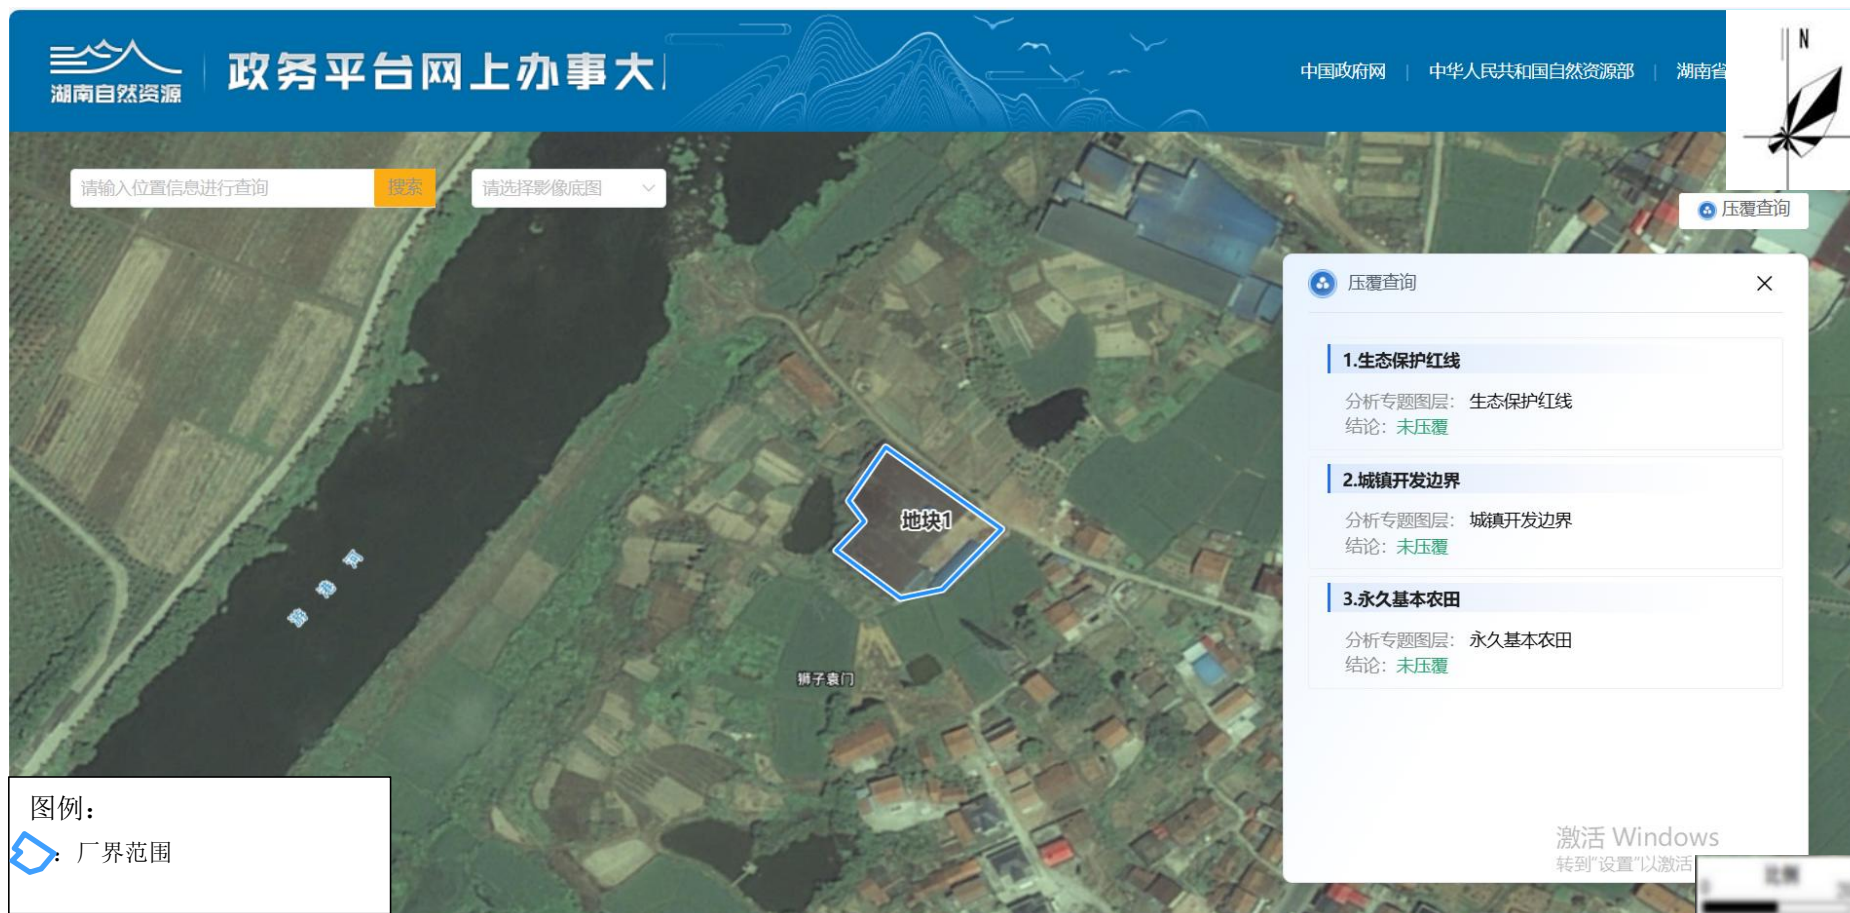 湖南自然资源
政务平台网上办事大
中国政府网
中华人民共和国自然资源部
湖南省
N
请输入位置信息进行查询
搜索
请选择影像底图
压覆查询
压覆查询
1.生态保护红线
分析专题图层： 生态保护红线
结论：未压覆
2.城镇开发边界
分析专题图层： 城镇开发边界
结论：未压覆
3.永久基本农田
分析专题图层： 永久基本农田
结论：未压覆
地块1
港
河
狮子袁门
图例：
：厂界范围
激活 Windows
转到"设置"以激活
比例
0